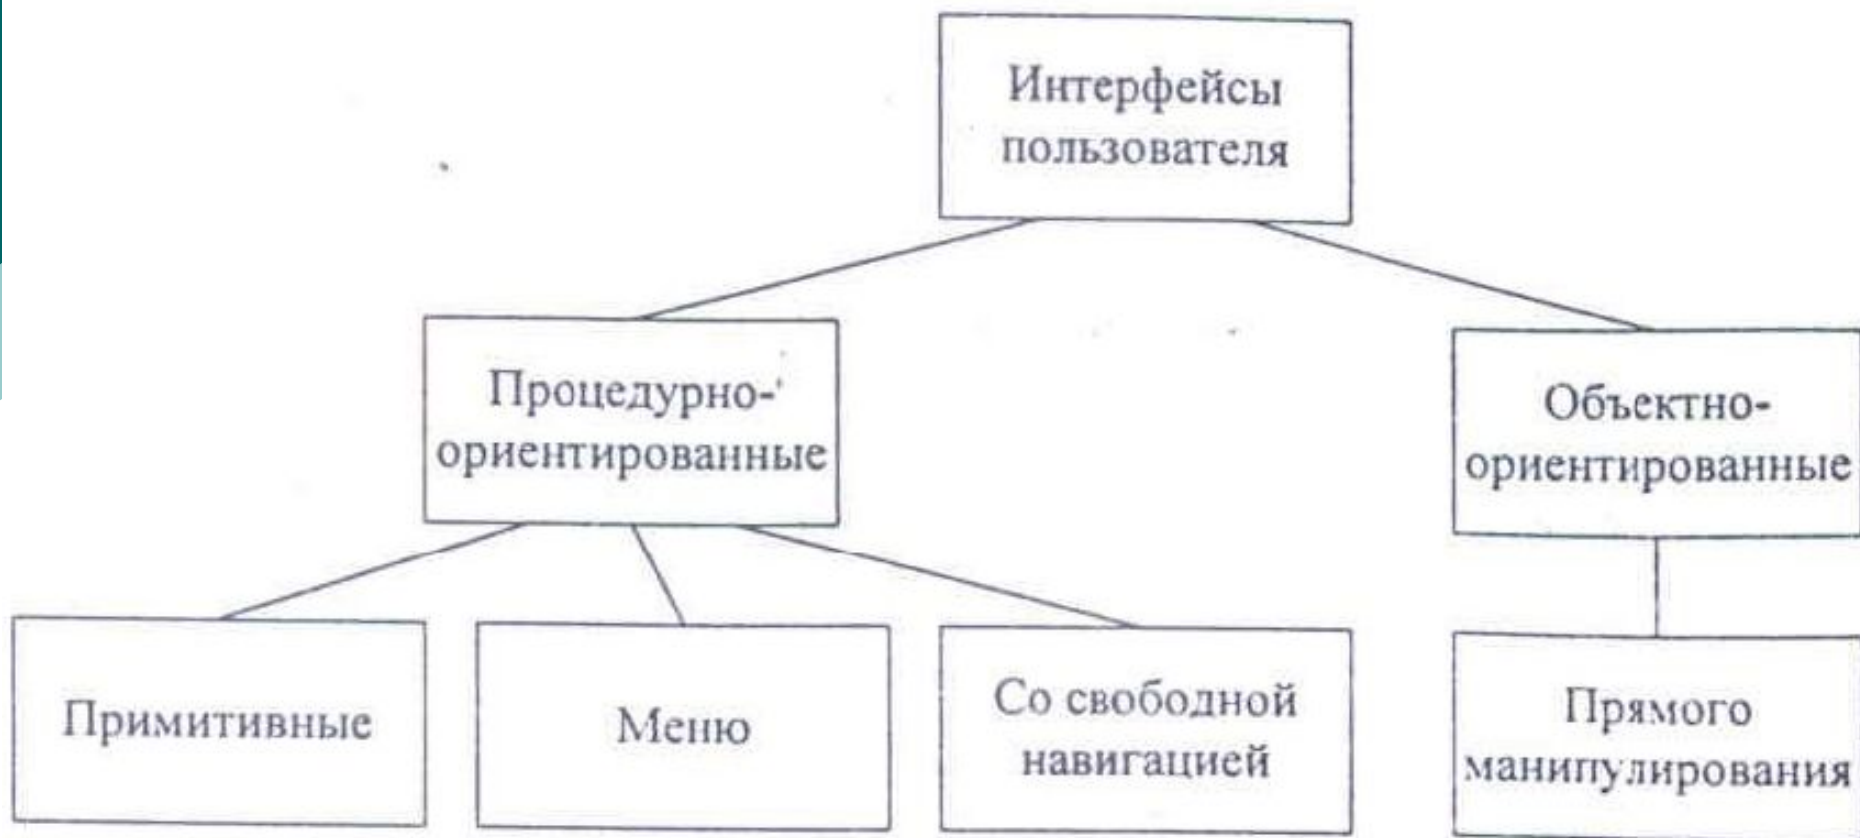 Интерфейсы
пользователя
Процедурно-
ориентированные
Объектно-
ориентированные
Примитивные
Меню
Со свободной
навигацией
Прямого
манипулирования